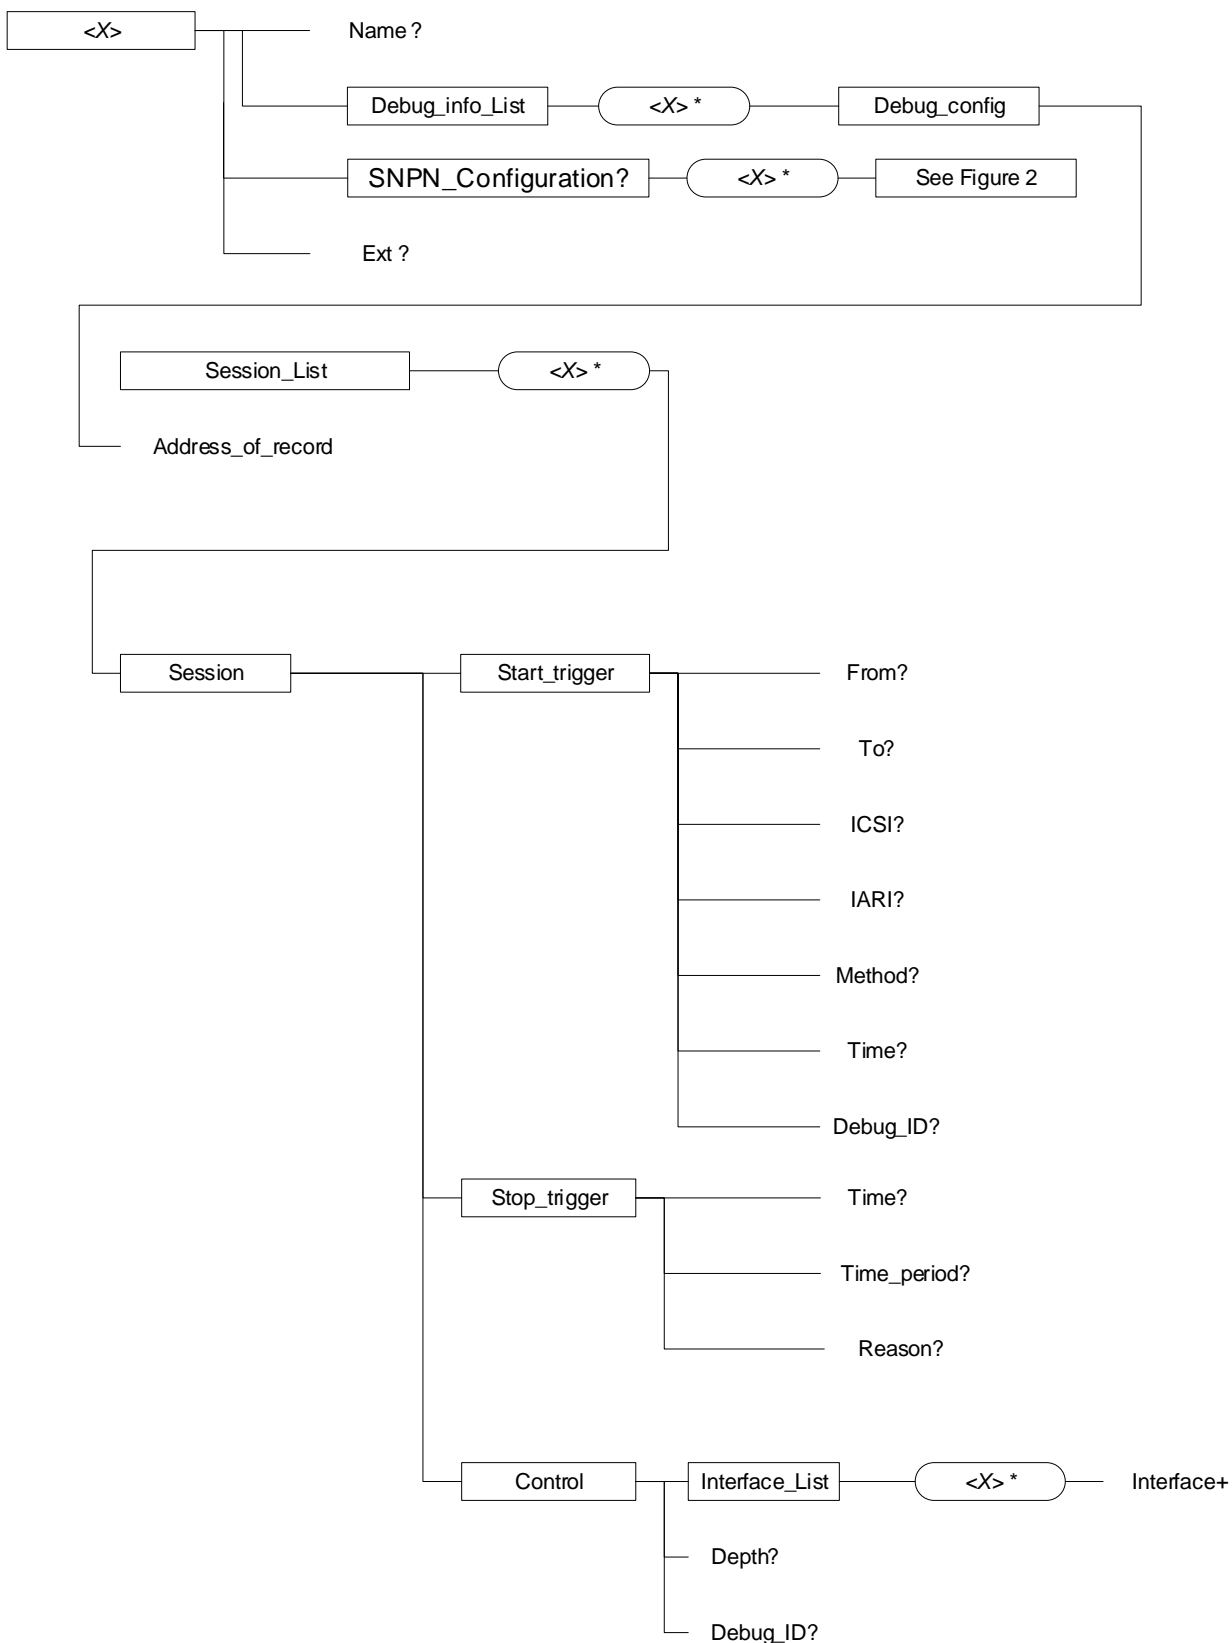 <X>
Name ?
Debug_info_List
<X> *
Debug_config
SNPN_Configuration?
<X> *
See Figure 2
Ext ?
Session_List
<X> *
Address_of_record
Session
Start_trigger
From?
To?
ICSI?
IARI?
Method?
Time?
Debug_ID?
Stop_trigger
Time?
Time_period?
Reason?
Control
Interface_List
<X> *
Interface+
Depth?
Debug_ID?